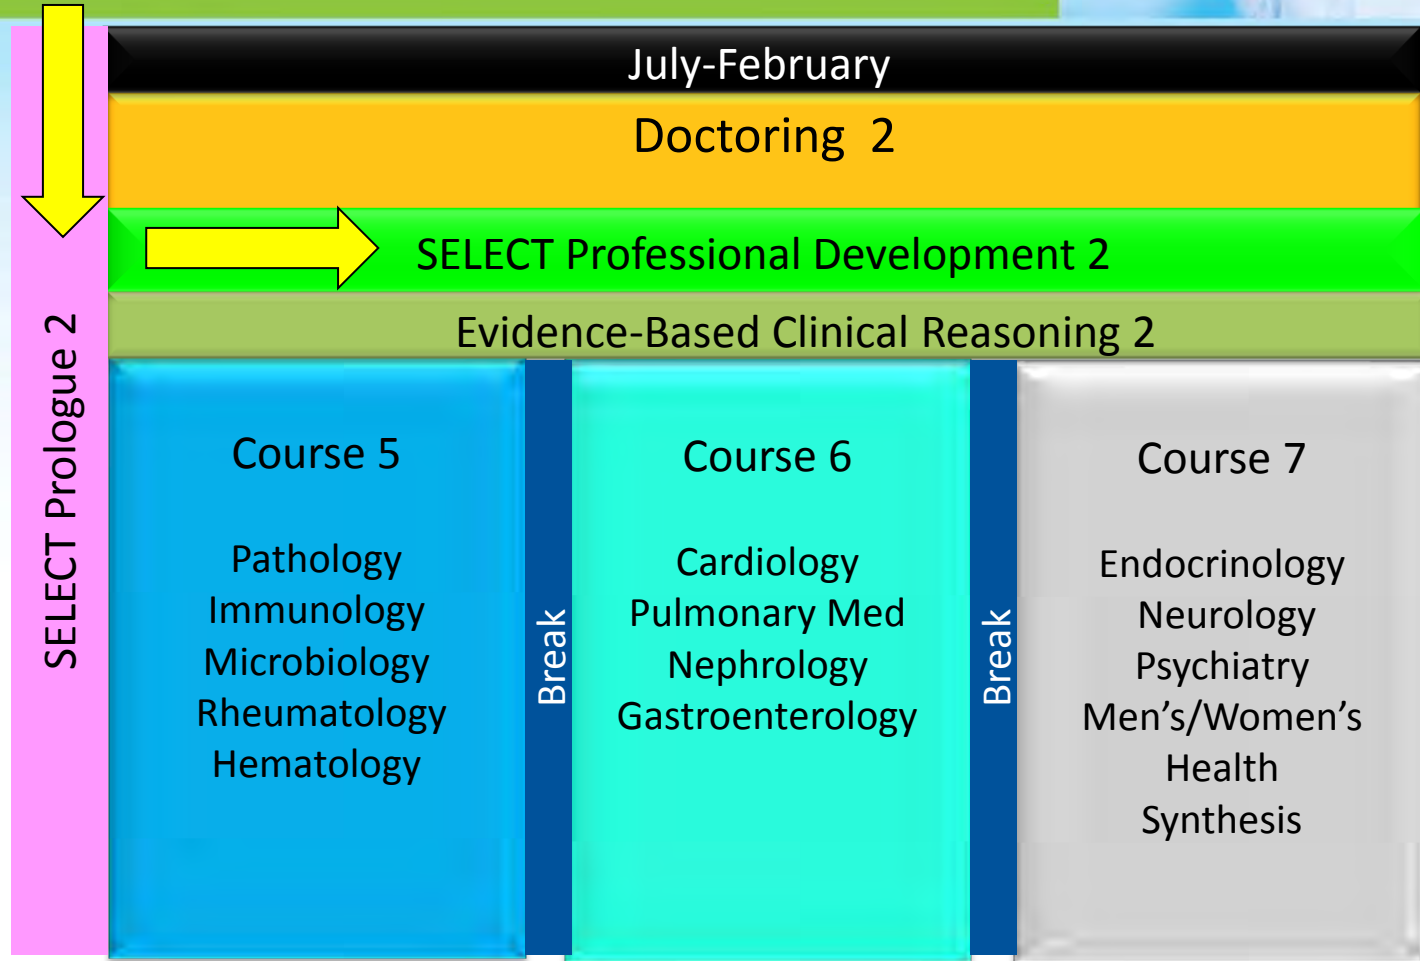 July-February
Doctoring 2
SELECT Professional Development 2
Evidence-Based Clinical Reasoning 2
SELECT Prologue 2
Course 5
Pathology
Immunology
Microbiology
Rheumatology
Hematology
Break
Course 6
Cardiology
Pulmonary Med
Nephrology
Gastroenterology
Break
Course 7
Endocrinology
Neurology
Psychiatry
Men’s/Women’s
Health
Synthesis